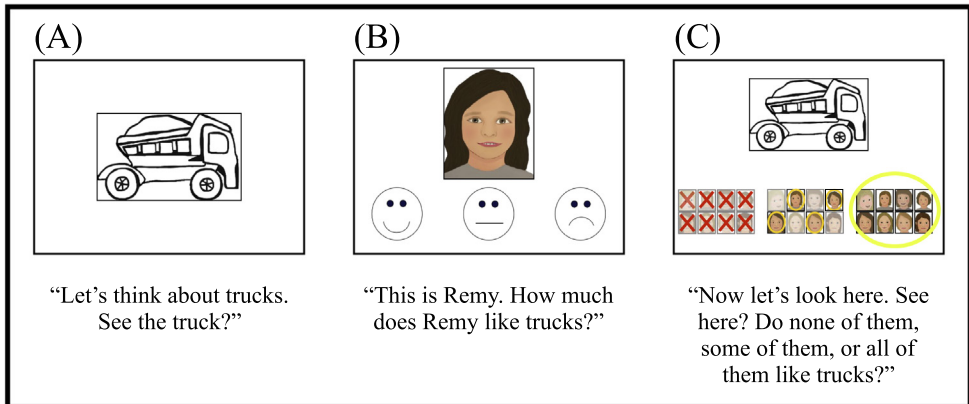 (A)
(B)
(C)
“Let’s think about trucks.
See the truck?”
“This is Remy. How much
does Remy like trucks?”
“Now let’s look here. See
here? Do none of them,
some of them, or all of
them like trucks?”